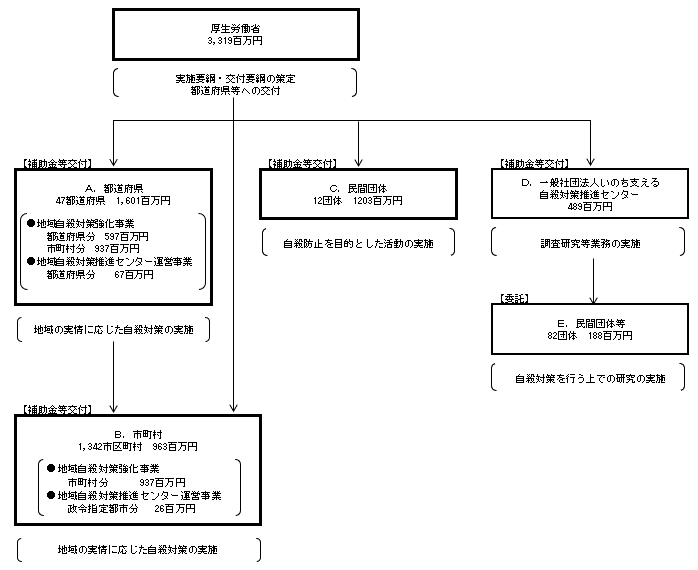 厚生労働省
3,319百万円
実施要綱・交付要綱の策定
都道府県等への交付
【補助金等交付】
A．都道府県
47都道府県　1,601百万円
●地域自殺対策強化事業
都道府県分　597百万円
市町村分　937百万円
●地域自殺対策推進センター運営事業
都道府県分　67百万円
地域の実情に応じた自殺対策の実施
【補助金等交付】
C．民間団体
12団体　1203百万円
自殺防止を目的とした活動の実施
【補助金等交付】
D．一般社団法人いのち支える
自殺対策推進センター
489百万円
調査研究等業務の実施
【委託】
E．民間団体等
82団体　188百万円
自殺対策を行う上での研究の実施
【補助金等交付】
B．市町村
1,342市区町村　963百万円
●地域自殺対策強化事業
市町村分　937百万円
●地域自殺対策推進センター運営事業
政令指定都市分　26百万円
地域の実情に応じた自殺対策の実施